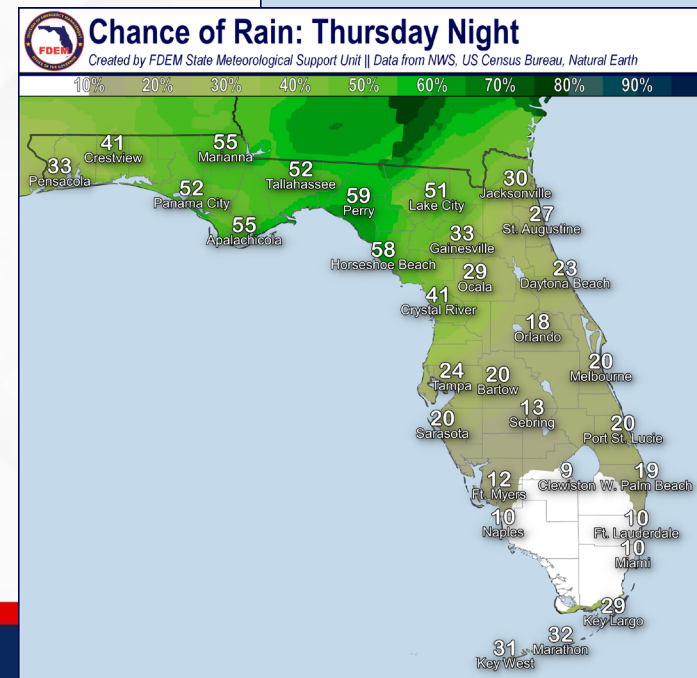 FDEM
Chance of Rain: Thursday Night
Created by FDEM State Meteorological Support Unit || Data from NWS, US Census Bureau, Natural Earth
10% 20% 30% 40% 50% 60% 70% 80% 90%
41
Crestview
55
Marianna
33
Pensacola
52
Tallahassee
30
Jacksonville
52
Panama City
59
Perry
51
Lake City
27
St. Augustine
55
Apalachicola
33
Gainesville
58
Horseshoe Beach
29
Ocala
23
Daytona Beach
41
Crystal River
18
Orlando
24
Tampa
20
Bartow
20
Melbourne
13
Sebring
20
Sarasota
20
Port St. Lucie
12
Ft. Myers
9
Clewiston
19
W. Palm Beach
10
Naples
10
Ft. Lauderdale
10
Miami
29
Key Largo
32
Marathon
31
Key West